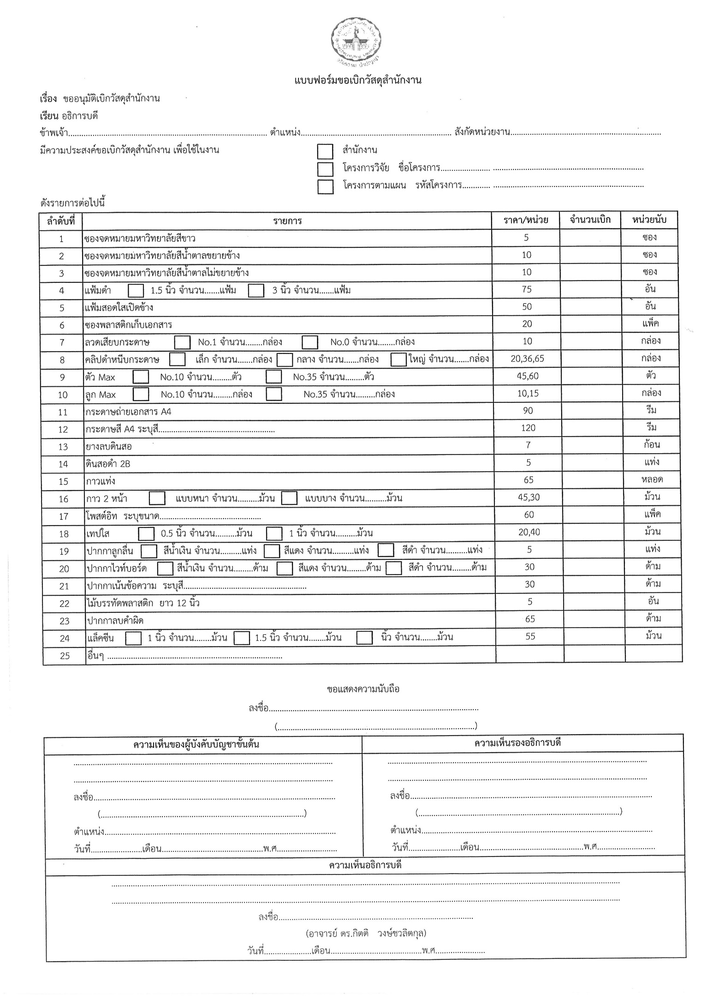 แบบฟอร์มขอเบิกวัสดุสำนักงาน
เรื่อง ขออนุมัติเบิกวัสดุสำนักงาน
เรียน อธิการบดี
ข้าพเจ้า.......................................................... ตำแหน่ง.......................................................... สังกัดหน่วยงาน..........................................................
มีความประสงค์ขอเบิกวัสดุสำนักงาน เพื่อใช้ในงาน สำนักงาน
โครงการวิจัย ชื่อโครงการ....................... ..........................................................
โครงการตามแผน รหัสโครงการ............. ..........................................................
ดังรายการต่อไปนี้
ลำดับที่ รายการ ราคา/หน่วย จำนวนเบิก หน่วยนับ
1 ซองจดหมายมหาวิทยาลัยสีขาว 5 ซอง
2 ซองจดหมายมหาวิทยาลัยสีน้ำตาลขยายข้าง 10 ซอง
3 ซองจดหมายมหาวิทยาลัยสีน้ำตาลไม่ขยายข้าง 10 ซอง
4 แฟ้มดำ 1.5 นิ้ว จำนวน.......แฟ้ม 3 นิ้ว จำนวน.......แฟ้ม 75 อัน
5 แฟ้มสอดใสเปิดข้าง 50 อัน
6 ซองพลาสติกเก็บเอกสาร 20 แพ็ค
7 ลวดเสียบกระดาษ No.1 จำนวน........กล่อง No.0 จำนวน........กล่อง 10 กล่อง
8 คลิปดำหนีบกระดาษ เล็ก จำนวน.......กล่อง กลาง จำนวน.......กล่อง ใหญ่ จำนวน.......กล่อง 20,36,65 กล่อง
9 ตัว Max No.10 จำนวน.........ตัว No.35 จำนวน.........ตัว 45,60 ตัว
10 ลูก Max No.10 จำนวน.........กล่อง No.35 จำนวน.........กล่อง 10,15 กล่อง
11 กระดาษถ่ายเอกสาร A4 90 รีม
12 กระดาษสี A4 ระบุสี...................................................... 120 รีม
13 ยางลบดินสอ 7 ก้อน
14 ดินสอดำ 2B 5 แท่ง
15 กาวแท่ง 65 หลอด
16 กาว 2 หน้า แบบหนา จำนวน..........ม้วน แบบบาง จำนวน..........ม้วน 45,30 ม้วน
17 โพสต์อิท ระบุขนาด............................................... 60 แพ็ค
18 เทปใส 0.5 นิ้ว จำนวน..........ม้วน 1 นิ้ว จำนวน..........ม้วน 20,40 ม้วน
19 ปากกาลูกลื่น สีน้ำเงิน จำนวน..........แท่ง สีแดง จำนวน..........แท่ง สีดำ จำนวน..........แท่ง 5 แท่ง
20 ปากกาไวท์บอร์ด สีน้ำเงิน จำนวน.........ด้าม สีแดง จำนวน.........ด้าม สีดำ จำนวน.........ด้าม 30 ด้าม
21 ปากกาเน้นข้อความ ระบุสี......................................................... 30 ด้าม
22 ไม้บรรทัดพลาสติก ยาว 12 นิ้ว 5 อัน
23 ปากกาลบคำผิด 65 ด้าม
24 แล็คซีน 1 นิ้ว จำนวน........ม้วน 1.5 นิ้ว จำนวน........ม้วน นิ้ว จำนวน........ม้วน 55 ม้วน
25 อื่นๆ ..........................................................
ขอแสดงความนับถือ
ลงชื่อ..........................................................
(..........................................................)
ความเห็นของผู้บังคับบัญชาขั้นต้น ความเห็นรองอธิการบดี
.......................................................... ..........................................................
.......................................................... ..........................................................
ลงชื่อ.......................................................... ลงชื่อ..........................................................
(..........................................................) (..........................................................)
ตำแหน่ง.......................................................... ตำแหน่ง..........................................................
วันที่........................เดือน...............................................พ.ศ............................ วันที่........................เดือน................................................พ.ศ...........................
ความเห็นอธิการบดี
..........................................................
..........................................................
ลงชื่อ..........................................................
(อาจารย์ ดร.กิตติ วงษ์ชวลิตกุล)
วันที่......................เดือน..........................................พ.ศ.......................